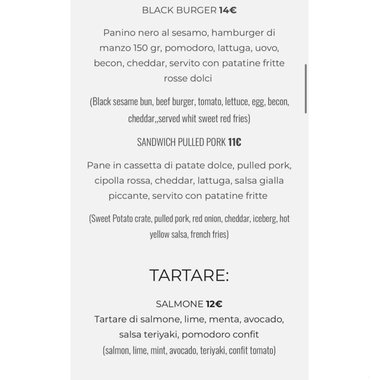 BLACK BURGER 14€
Panino nero al sesamo, hamburger di
manzo 150 gr, pomodoro, lattuga, uovo,
becon, cheddar, servito con patatine fritte
rosse dolci
(Black sesame bun, beef burger, tomato, lettuce, egg, becon,
cheddar,,served whit sweet red fries)
SANDWICH PULLED PORK 11€
Pane in cassetta di patate dolce, pulled pork,
cipolla rossa, cheddar, lattuga, salsa gialla
piccante, servito con patatine fritte
(Sweet Potato crate, pulled pork, red onion, cheddar, iceberg, hot
yellow salsa, french fries)
TARTARE:
SALMONE 12€
Tartare di salmone, lime, menta, avocado,
salsa teriyaki, pomodoro confit
(salmon, lime, mint, avocado, teriyaki, confit tomato)